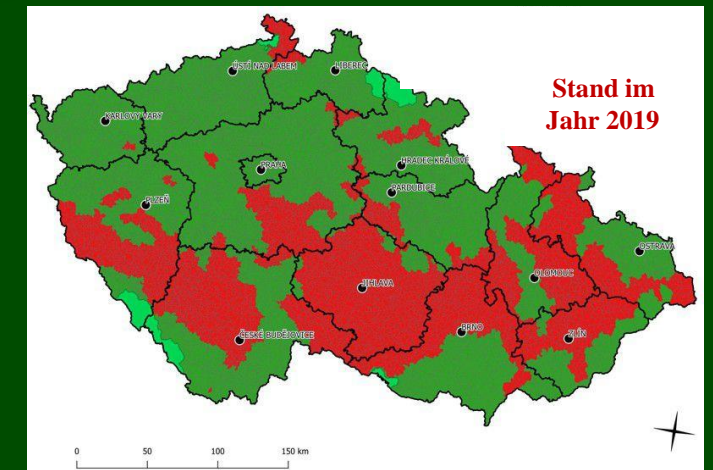 Stand im
Jahr 2019
ÚSTÍ NAD LABEM
LIBEREC
KARLOVY VARY
HRADEC KRÁLOVÉ
PRAHA
PARDUBICE
PLZEŇ
OSTRAVA
OLOMOUC
JIHLAVA
BRNO
ZLÍN
ČESKÉ BUDĚJOVICE
0 50 100 150 km